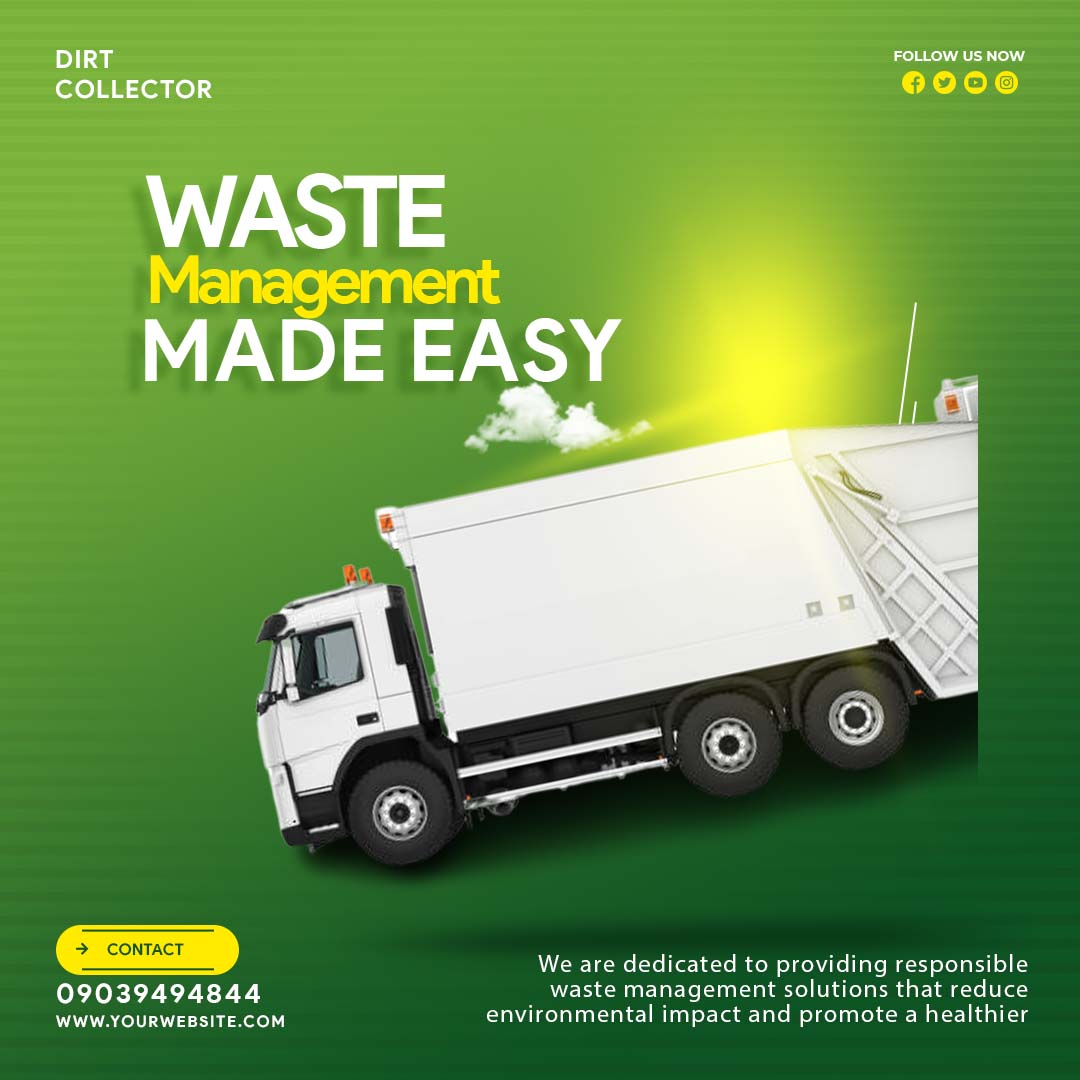 DIRT
COLLECTOR
FOLLOW US NOW
WASTE
Management
MADE EASY
CONTACT
09039494844
WWW.YOURWEBSITE.COM
We are dedicated to providing responsible
waste management solutions that reduce
environmental impact and promote a healthier